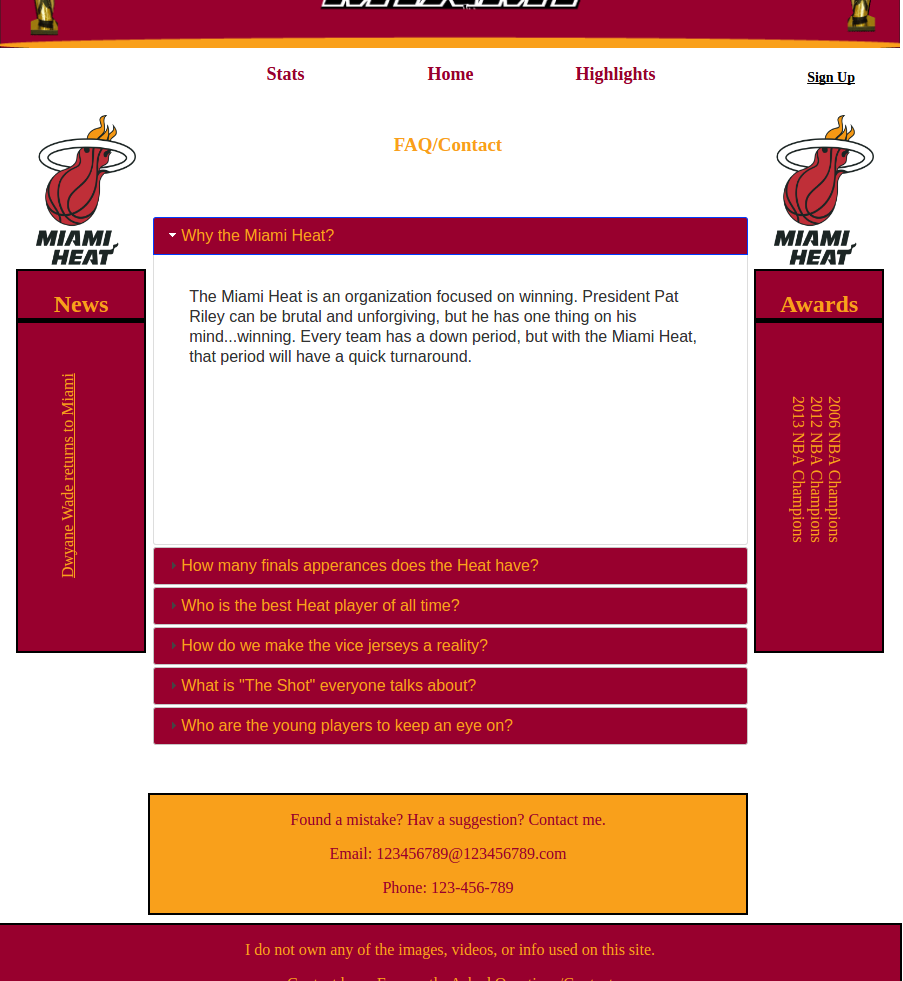 Stats Home Highlights Sign Up
FAQ/Contact
MIAMI
HEAT
MIAMI
HEAT
News
Dwyane Wade returns to Miami
Why the Miami Heat?
The Miami Heat is an organization focused on winning. President Pat
Riley can be brutal and unforgiving, but he has one thing on his
mind...winning. Every team has a down period, but with the Miami Heat,
that period will have a quick turnaround.
How many finals apperances does the Heat have?
Who is the best Heat player of all time?
How do we make the vice jerseys a reality?
What is "The Shot" everyone talks about?
Who are the young players to keep an eye on?
Awards
2006 NBA Champions
2012 NBA Champions
2013 NBA Champions
Found a mistake? Hav a suggestion? Contact me.
Email: 123456789@123456789.com
Phone: 123-456-789
I do not own any of the images, videos, or info used on this site.